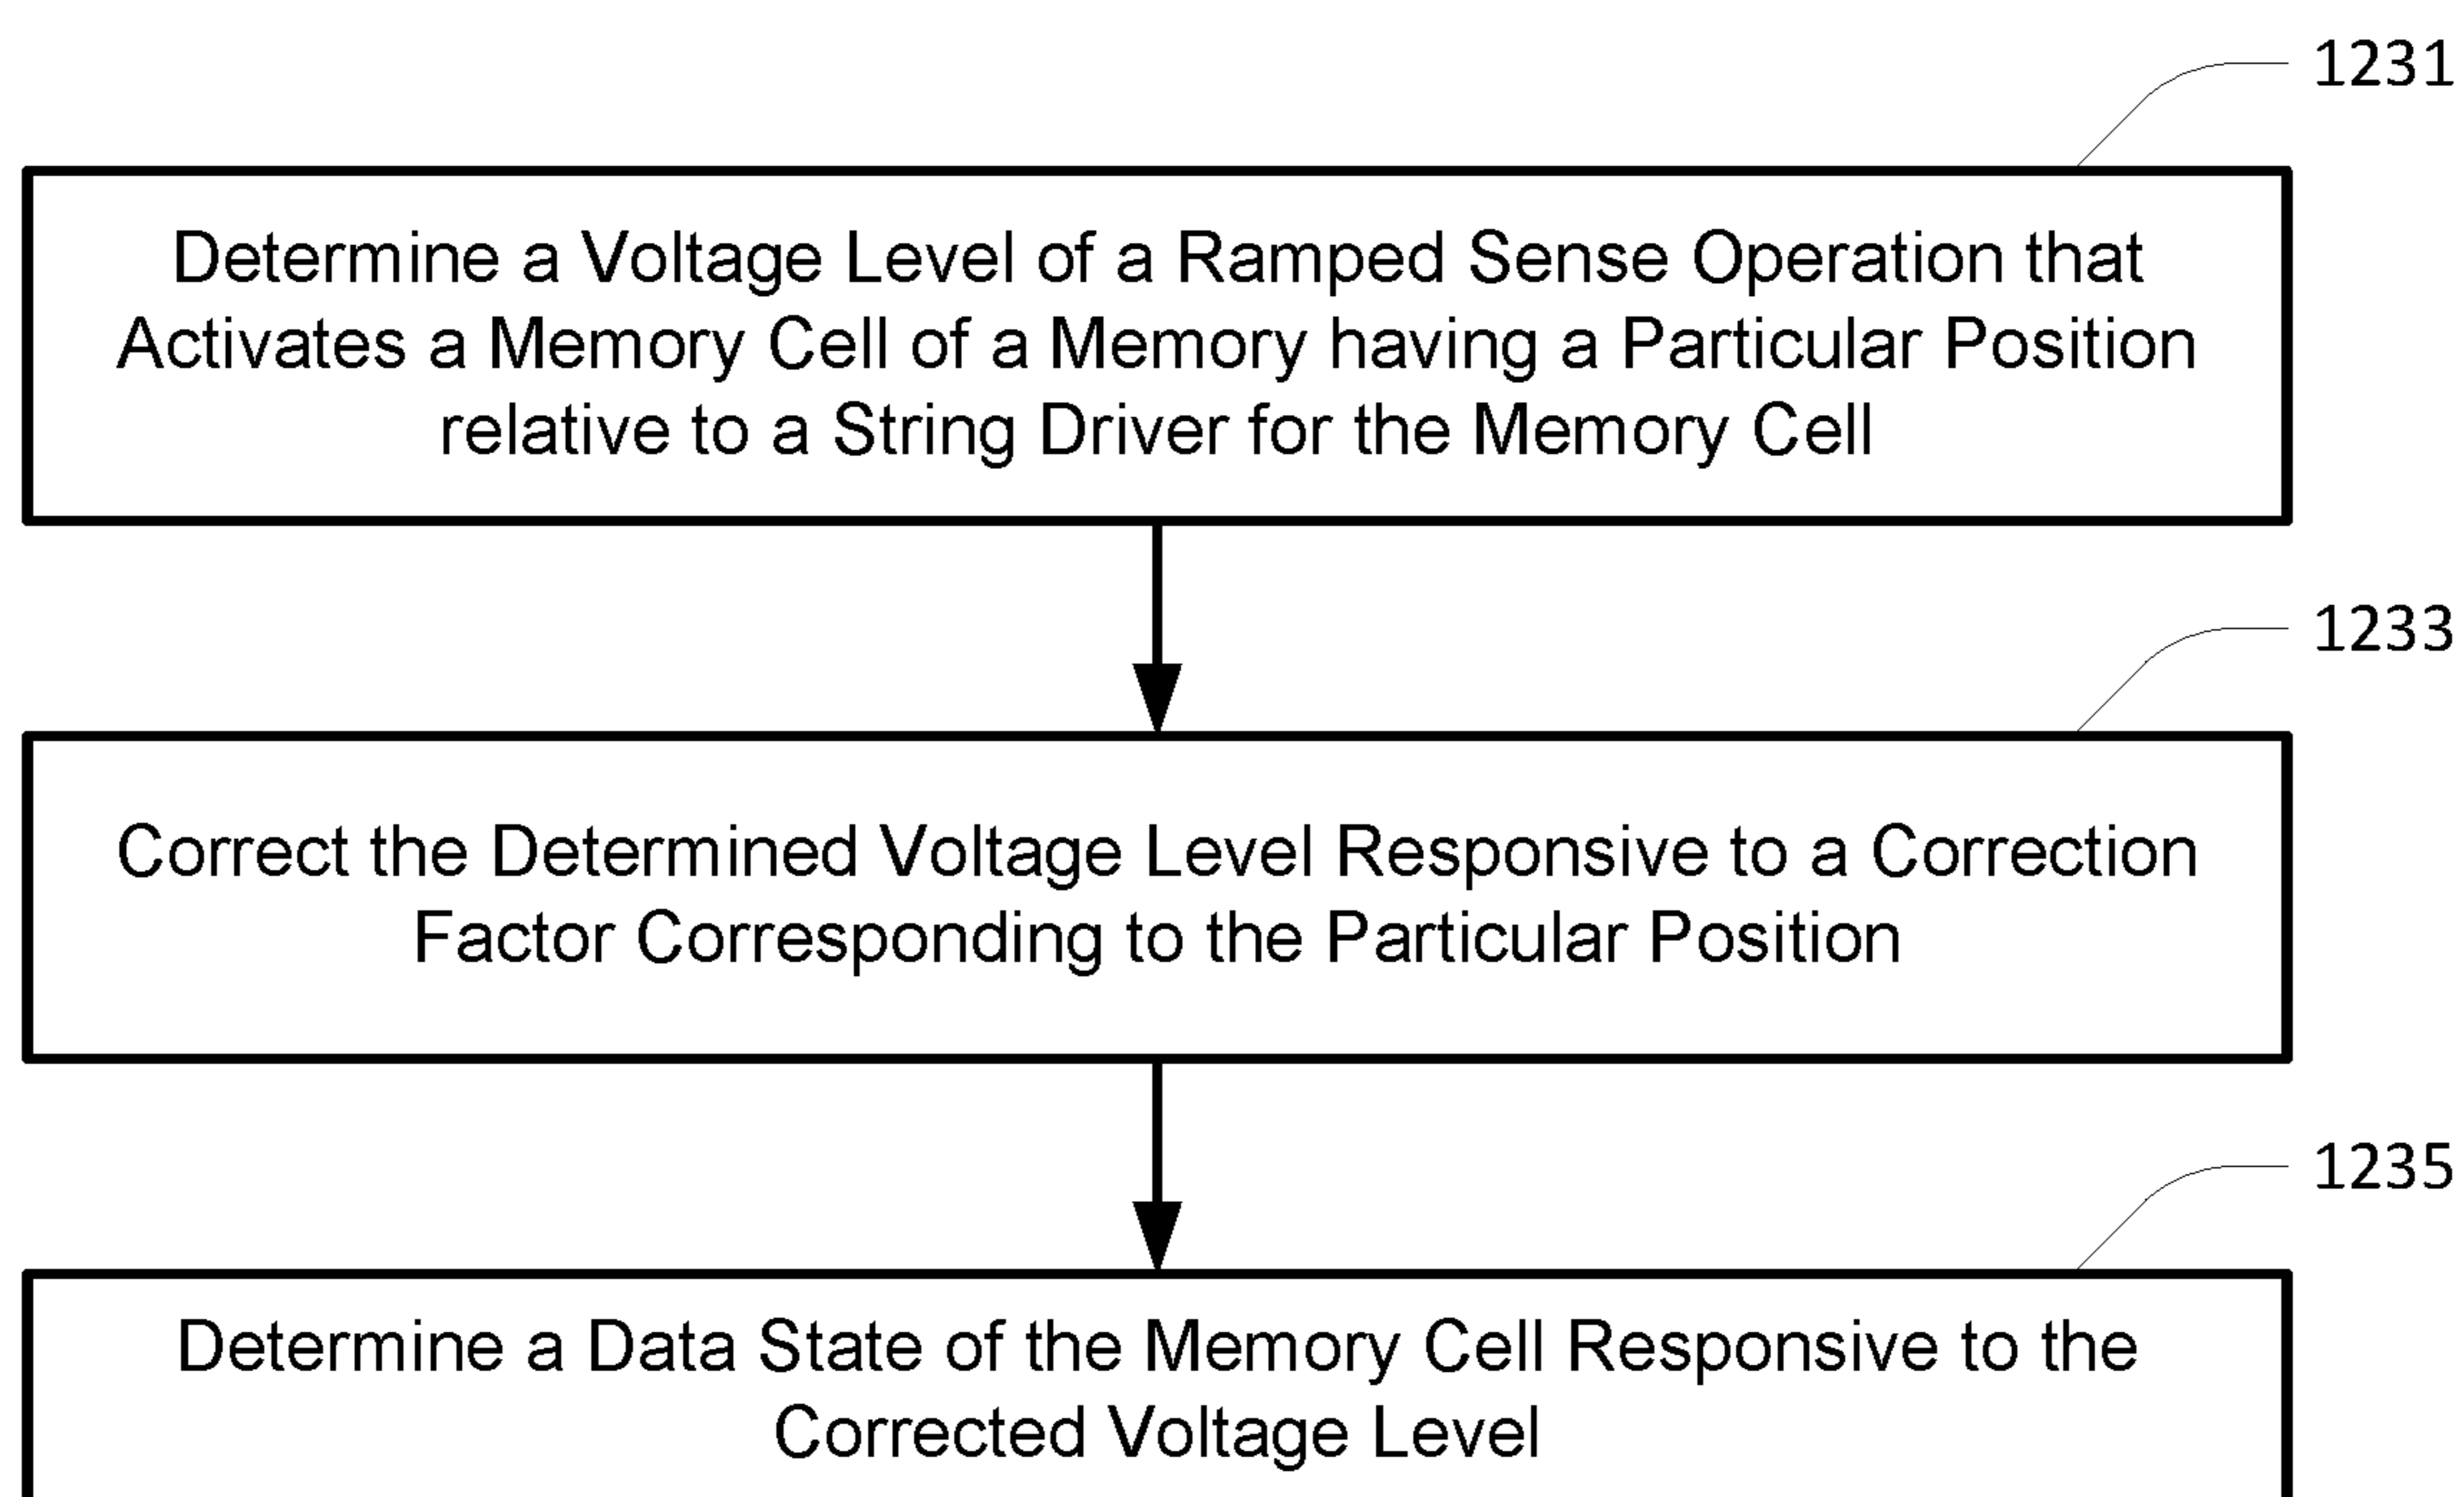 1231
Determine a Voltage Level of a Ramped Sense Operation that
Activates a Memory Cell of a Memory having a Particular Position
relative to a String Driver for the Memory Cell
1233
Correct the Determined Voltage Level Responsive to a Correction
Factor Corresponding to the Particular Position
1235
Determine a Data State of the Memory Cell Responsive to the
Corrected Voltage Level